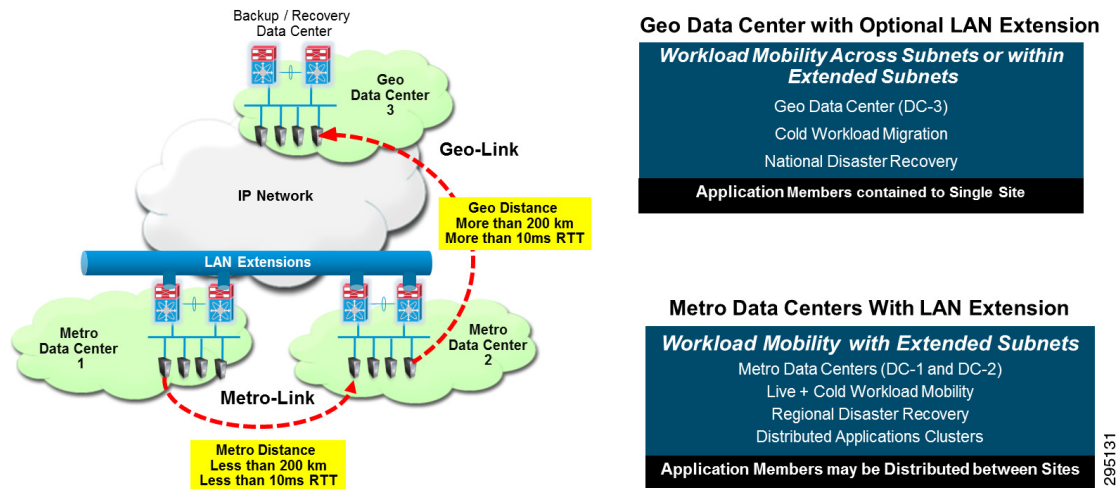 Backup / Recovery
Data Center
Geo
Data Center
3
Geo-Link
IP Network
Geo Distance
More than 200 km
More than 10ms RTT
LAN Extensions
Metro
Data Center
1
Metro
Data Center
2
Metro-Link
Metro Distance
Less than 200 km
Less than 10ms RTT
Geo Data Center with Optional LAN Extension
Workload Mobility Across Subnets or within
Extended Subnets
Geo Data Center (DC-3)
Cold Workload Migration
National Disaster Recovery
Application Members contained to Single Site
Metro Data Centers With LAN Extension
Workload Mobility with Extended Subnets
Metro Data Centers (DC-1 and DC-2)
Live + Cold Workload Mobility
Regional Disaster Recovery
Distributed Applications Clusters
Application Members may be Distributed between Sites
295131